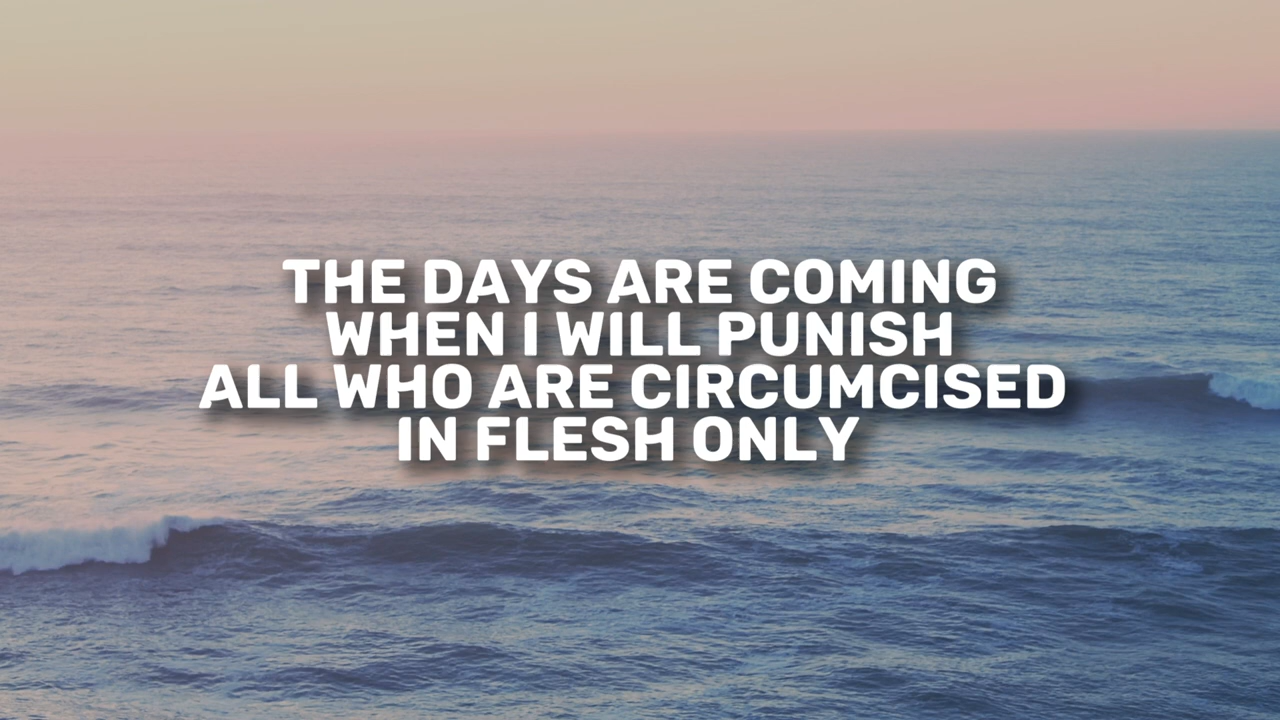 THE DAYS ARE COMING
WHEN I WILL PUNISH
ALL WHO ARE CIRCUMCISED
IN FLESH ONLY